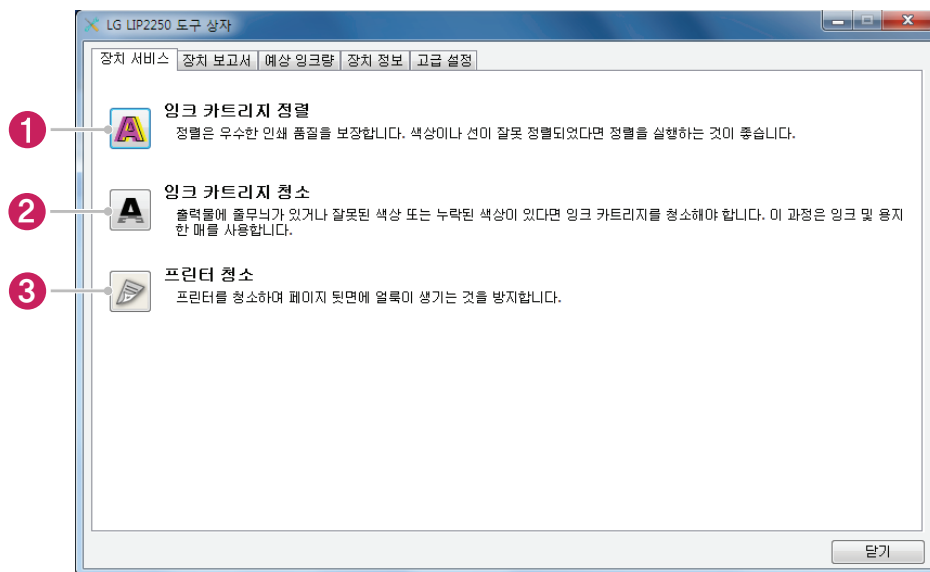 LG LIP2250 도구 상자
장치 서비스 장치 보고서 예상 잉크량 장치 정보 고급 설정
1
잉크 카트리지 정렬
정렬은 우수한 인쇄 품질을 보장합니다. 색상이나 선이 잘못 정렬되었다면 정렬을 실행하는 것이 좋습니다.
2
잉크 카트리지 청소
출력물에 줄무늬가 있거나 잘못된 색상 또는 누락된 색상이 있다면 잉크 카트리지를 청소해야 합니다. 이 과정은 잉크 및 용지
한 매를 사용합니다.
3
프린터 청소
프린터를 청소하여 페이지 뒷면에 얼룩이 생기는 것을 방지합니다.
닫기